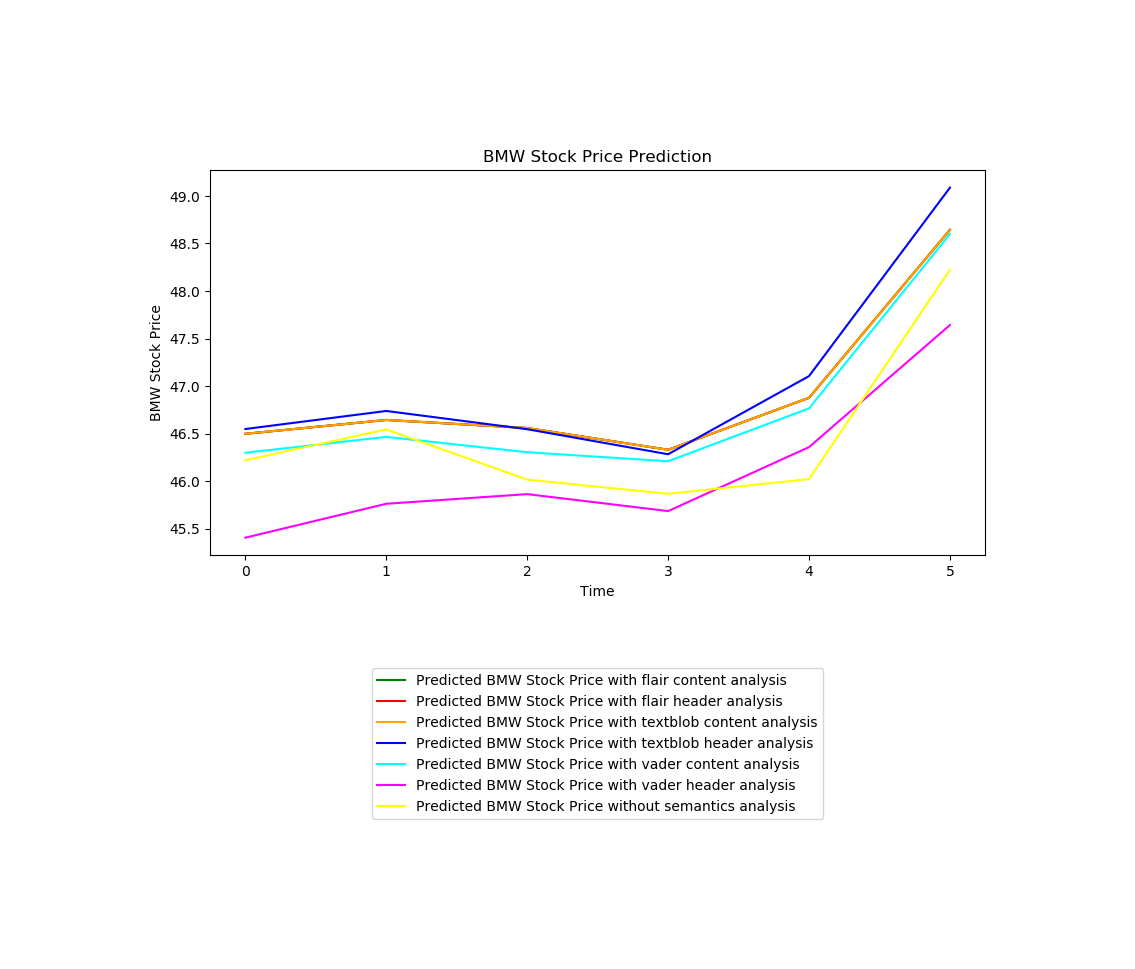 BMW Stock Price Prediction
BMW Stock Price
49.0
48.5
48.0
47.5
47.0
46.5
46.0
45.5
0 1 2 3 4 5
Time
Predicted BMW Stock Price with flair content analysis
Predicted BMW Stock Price with flair header analysis
Predicted BMW Stock Price with textblob content analysis
Predicted BMW Stock Price with textblob header analysis
Predicted BMW Stock Price with vader content analysis
Predicted BMW Stock Price with vader header analysis
Predicted BMW Stock Price without semantics analysis